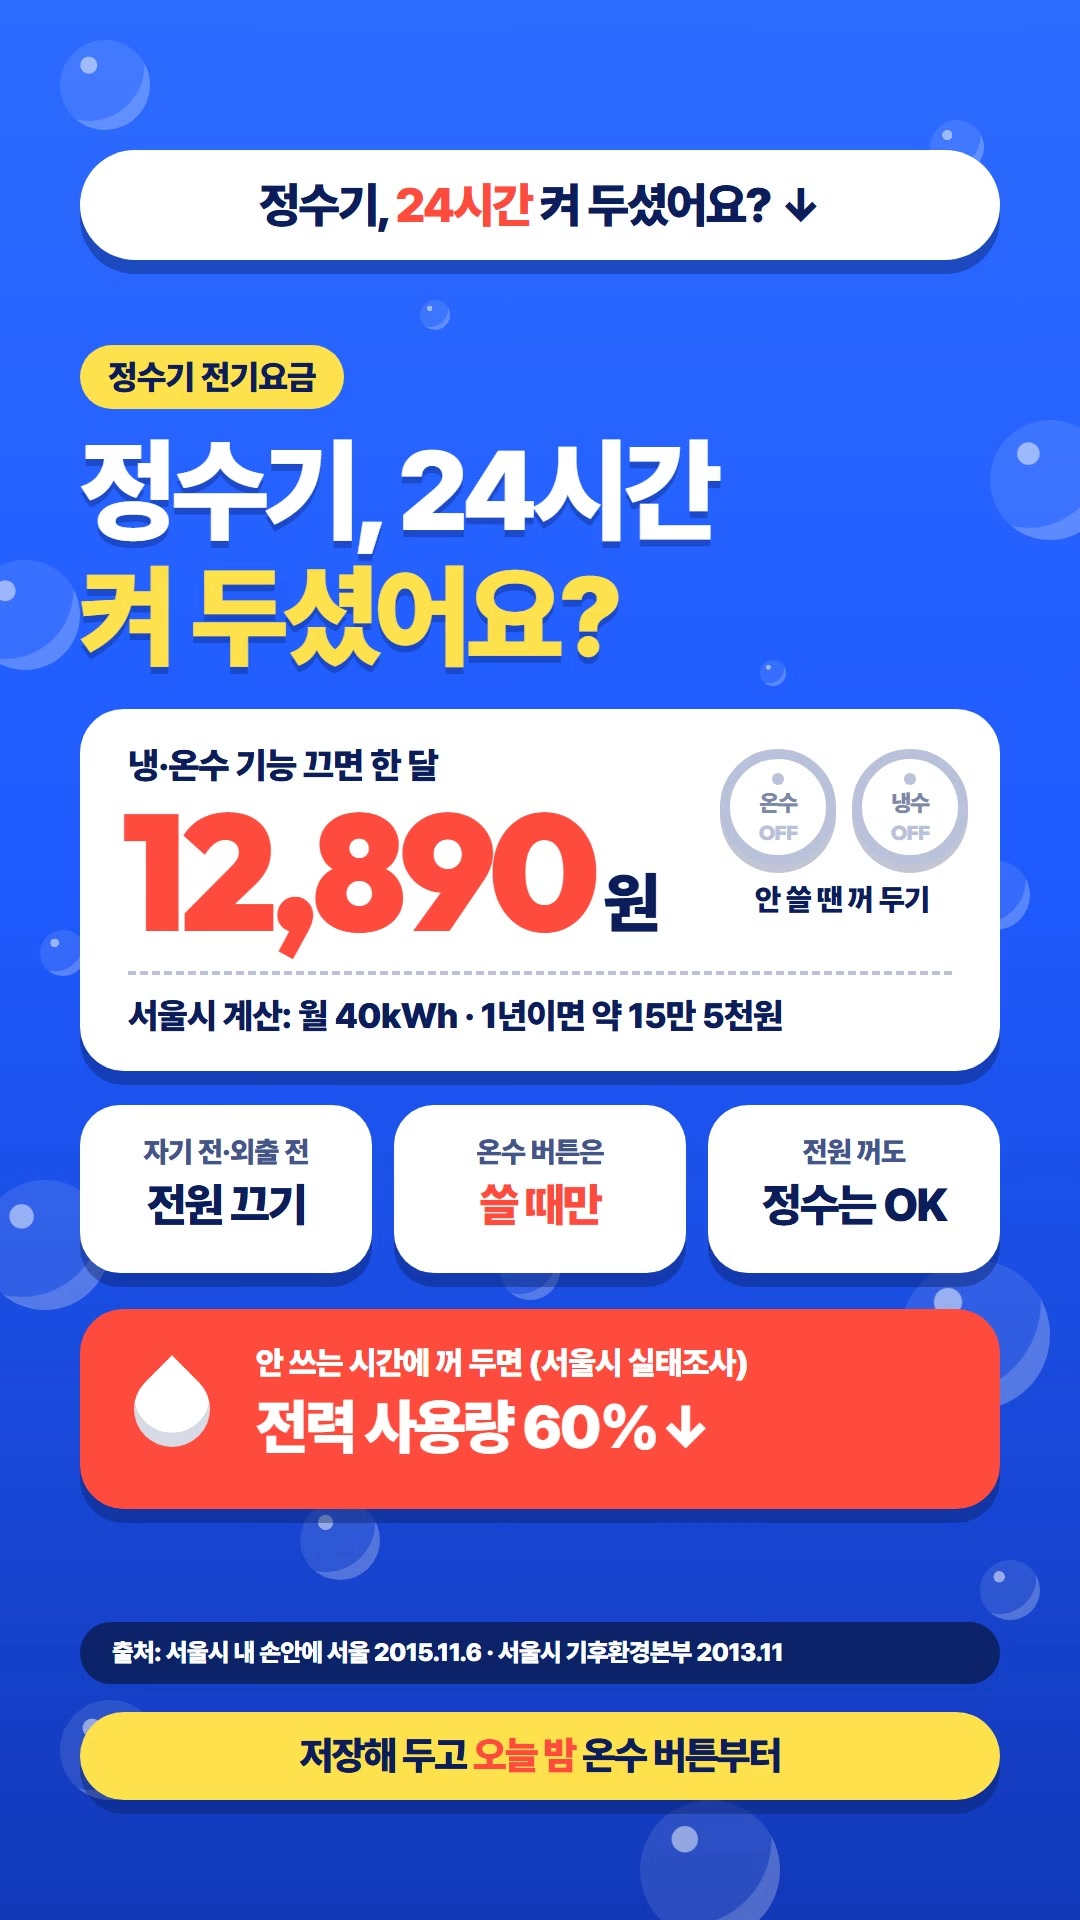 정수기, 24시간 켜 두셨어요? ↓
정수기 전기요금
정수기, 24시간
켜 두셨어요?
냉·온수 기능 끄면 한 달
12,890원
온수
OFF
냉수
OFF
안 쓸 땐 꺼 두기
서울시 계산: 월 40kWh · 1년이면 약 15만 5천원
자기 전·외출 전
전원 끄기
온수 버튼은
쓸 때만
전원 꺼도
정수는 OK
안 쓰는 시간에 꺼 두면 (서울시 실태조사)
전력 사용량 60%↓
출처: 서울시 내 손안에 서울 2015.11.6 · 서울시 기후환경본부 2013.11
저장해 두고 오늘 밤 온수 버튼부터